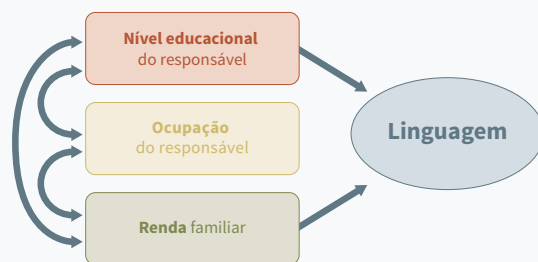 Nível educacional
do responsável
Ocupação
do responsável
Linguagem
Renda familiar